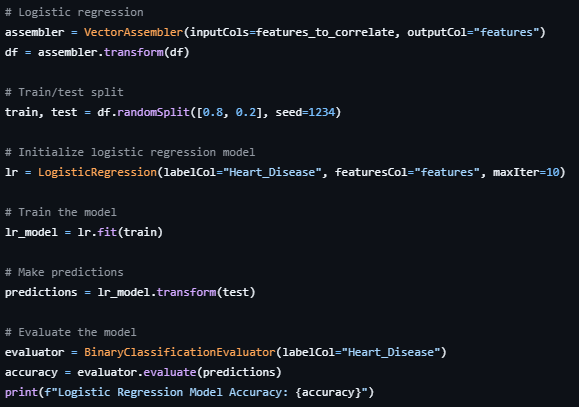 # Logistic regression
assembler = VectorAssembler(inputCols=features_to_correlate, outputCol="features")
df = assembler.transform(df)
# Train/test split
train, test = df.randomSplit([0.8, 0.2], seed=1234)
# Initialize logistic regression model
lr = LogisticRegression(labelCol="Heart_Disease", featuresCol="features", maxIter=10)
# Train the model
lr_model = lr.fit(train)
# Make predictions
predictions = lr_model.transform(test)
# Evaluate the model
evaluator = BinaryClassificationEvaluator(labelCol="Heart_Disease")
accuracy = evaluator.evaluate(predictions)
print(f"Logistic Regression Model Accuracy: {accuracy}")